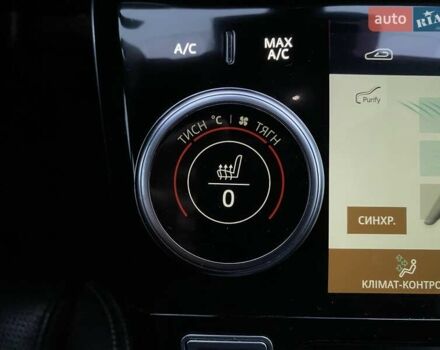 auto RIA
A/C
MAX
A/C
Purify
ТИСН °C ТЯГН
0
СИНХР.
КЛІМАТ-КОНТРО